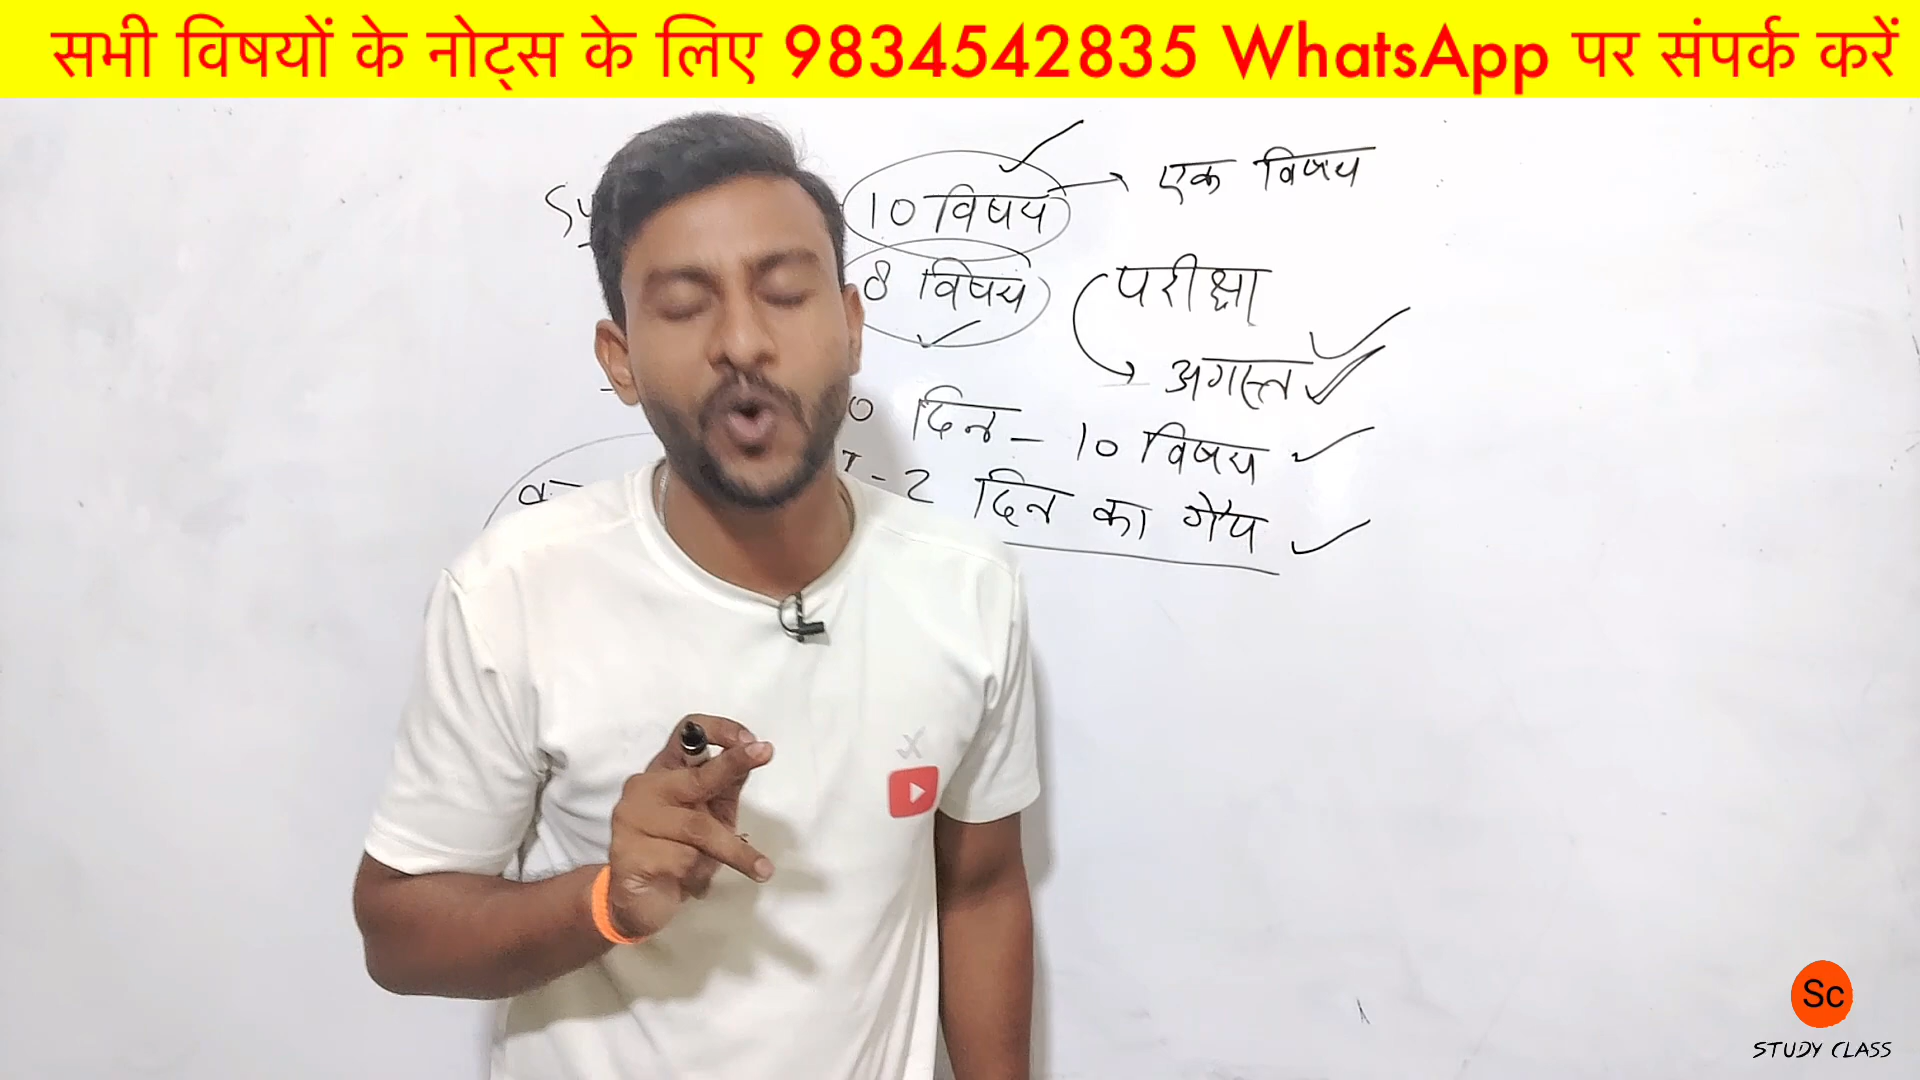 सभी विषयों के नोट्स के लिए 9834542835 WhatsApp पर संपर्क करें
10 विषय → एक विषय
8 विषय
परीक्षा
→ अगस्त
दिन - 10 विषय
- 2 दिन का गैप
Sc
STUDY CLASS